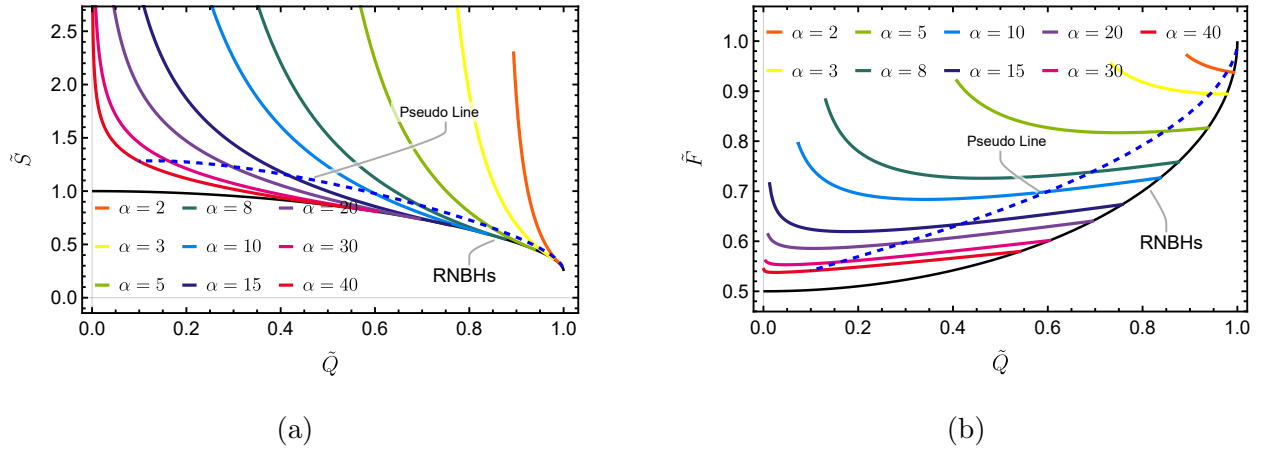 2.5
2.0
1.5
1.0
0.5
0.0
S̃
Pseudo Line
α = 2 α = 8 α = 20
α = 3 α = 10 α = 30
α = 5 α = 15 α = 40
RNBHs
0.0 0.2 0.4 0.6 0.8 1.0
Q̃
(a)
1.0
0.9
0.8
0.7
0.6
0.5
F̃
α = 2 α = 5 α = 10 α = 20 α = 40
α = 3 α = 8 α = 15 α = 30
Pseudo Line
RNBHs
0.0 0.2 0.4 0.6 0.8 1.0
Q̃
(b)